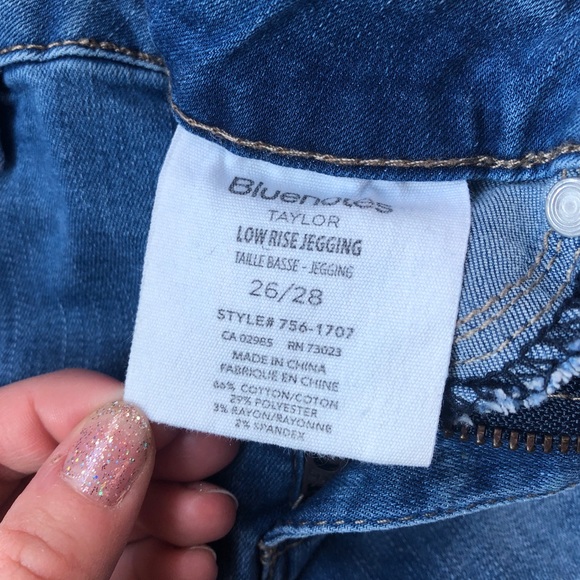 Bluenotes
TAYLOR
LOW RISE JEGGING
TAILLE BASSE - JEGGING
26/28
STYLE# 756-1707
CA 02985 RN 73023
MADE IN CHINA
FABRIQUE EN CHINE
66% COTTON/COTON
29% POLYESTER
3% RAYON/RAYONNE
2% SPANDEX